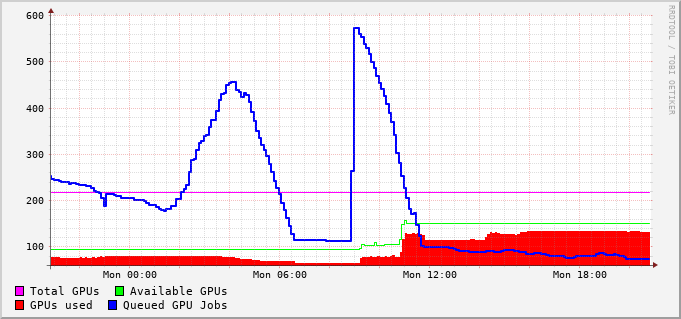 600
500
400
300
200
100
Mon 00:00 Mon 06:00 Mon 12:00 Mon 18:00
Total GPUs Available GPUs
GPUs used Queued GPU Jobs
RRDTOOL / TOBI OETIKER